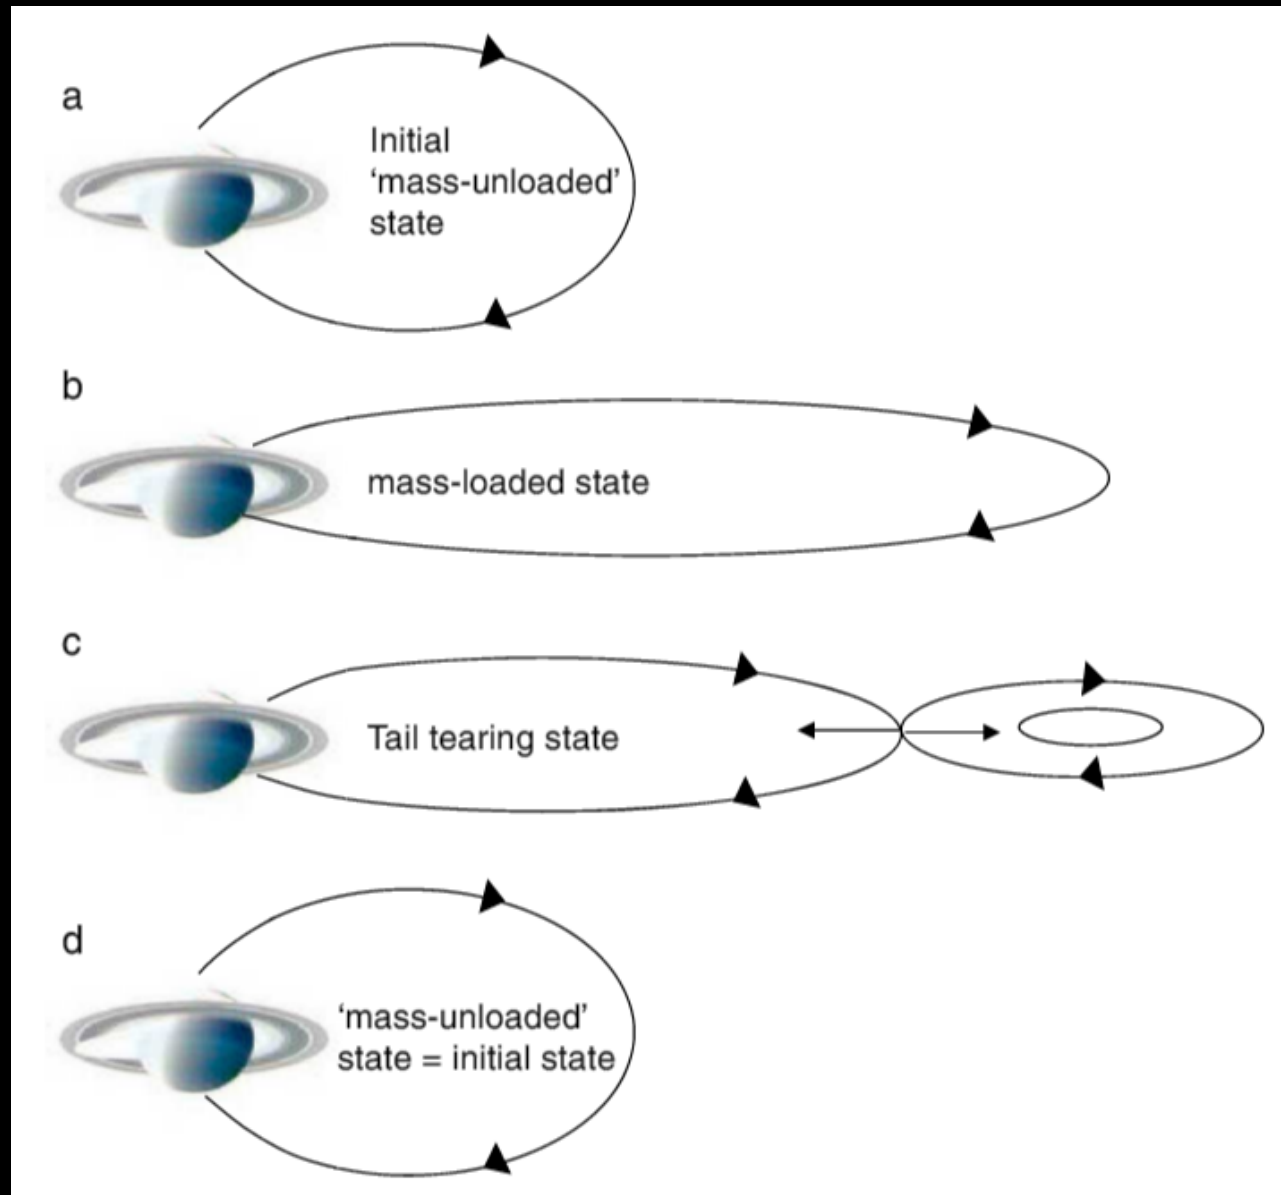 a
Initial
‘mass-unloaded’
state
b
mass-loaded state
c
Tail tearing state
d
‘mass-unloaded’
state = initial state